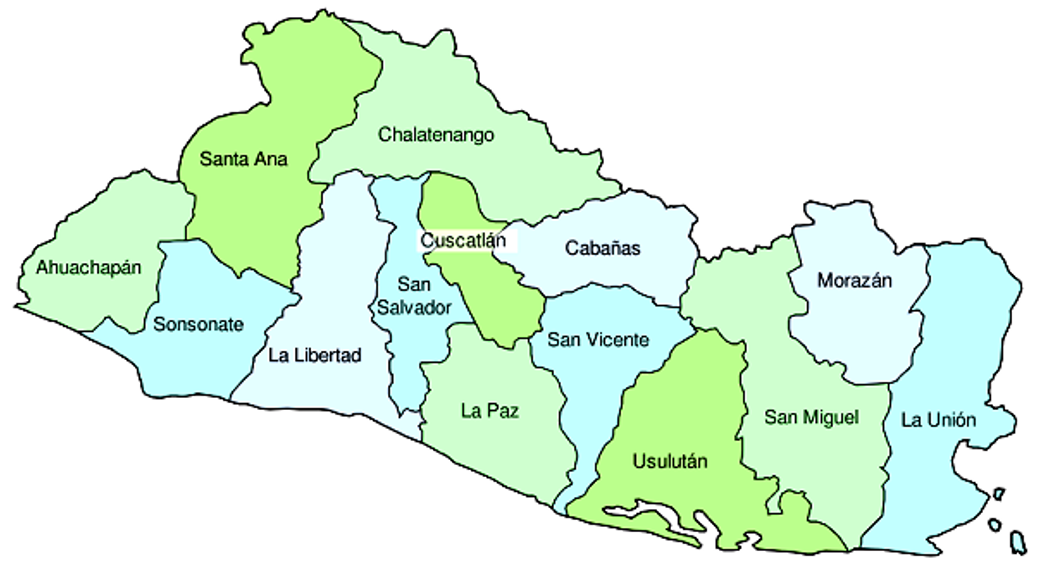 Chalatenango
Santa Ana
Cuscatlán
Cabañas
Ahuachapán
San
Salvador
Morazán
Sonsonate
San Vicente
La Libertad
La Paz
San Miguel
La Unión
Usulután